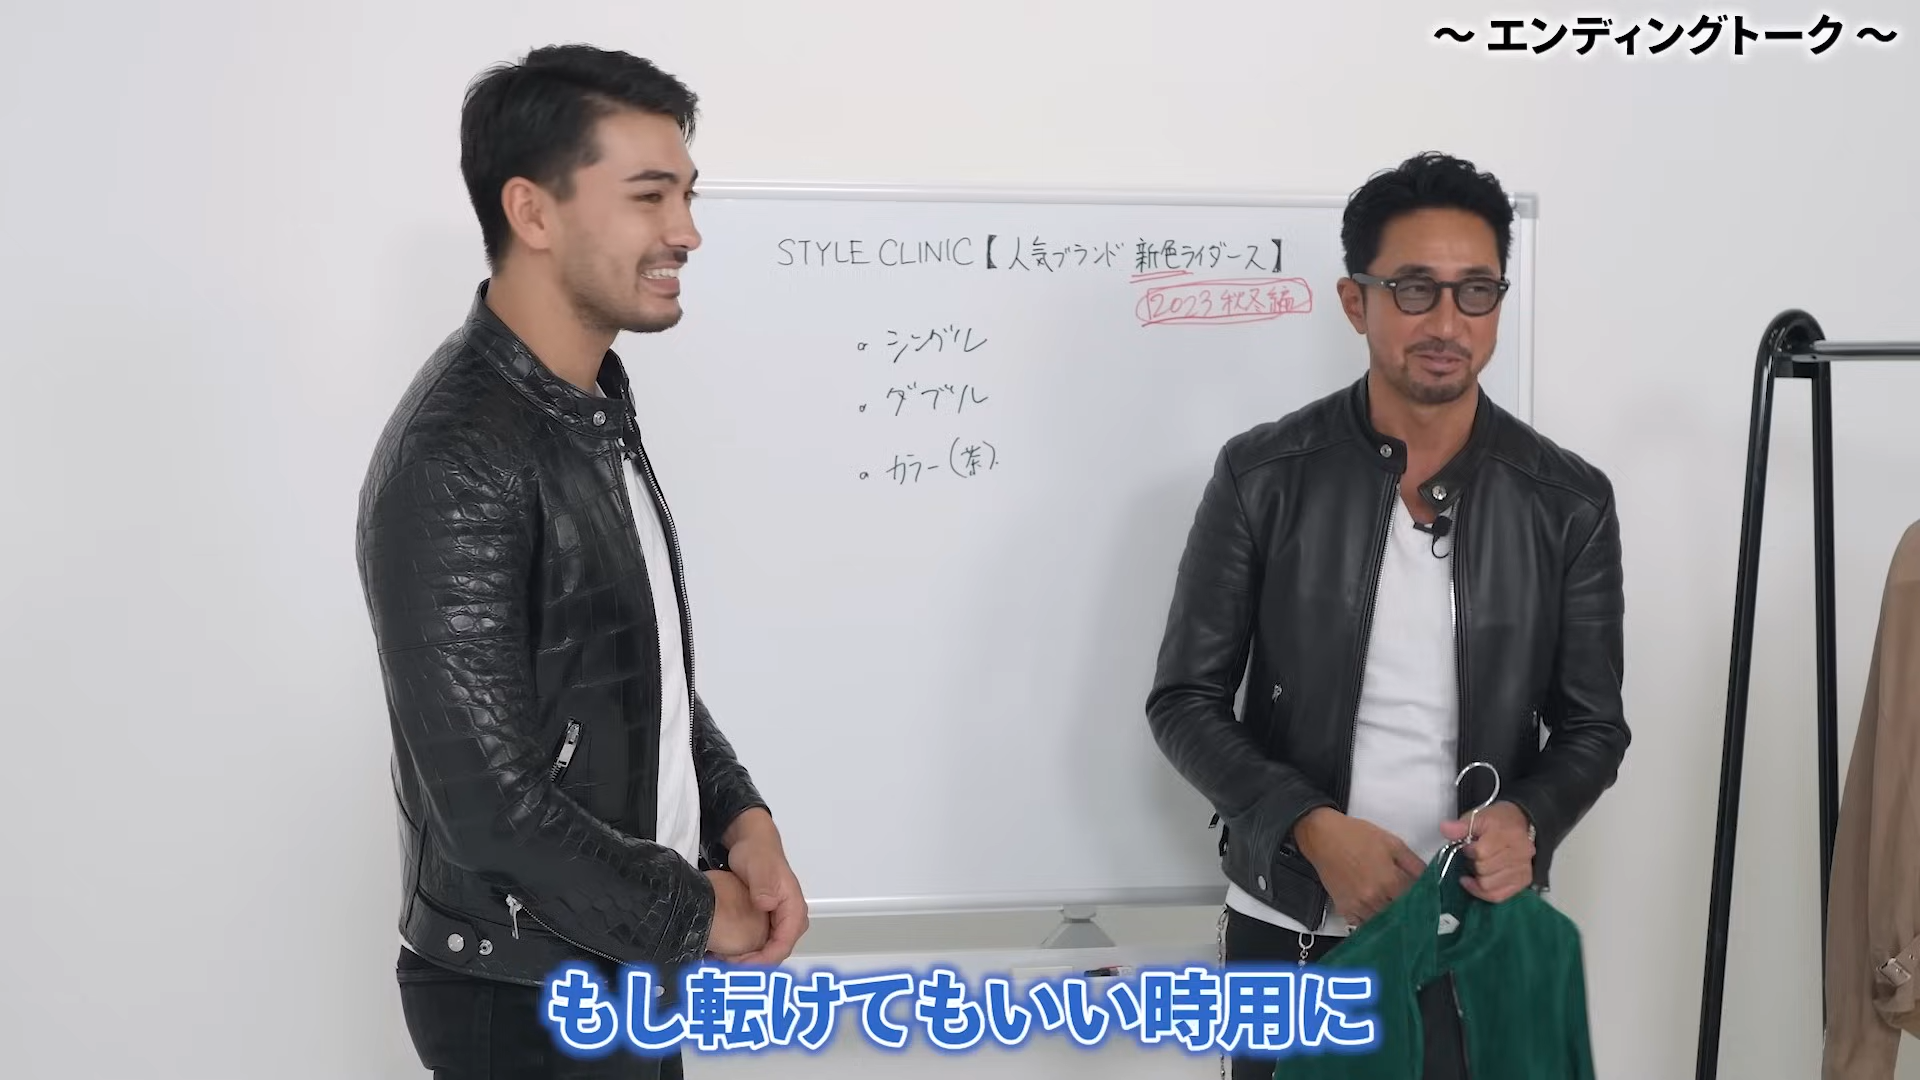 ～ エンディングトーク ～
STYLE CLINIC【人気ブランド 新色ライダース】
2023 秋冬編
。シングル
。ダブル
。カラー(茶).
もし転けてもいい時用に